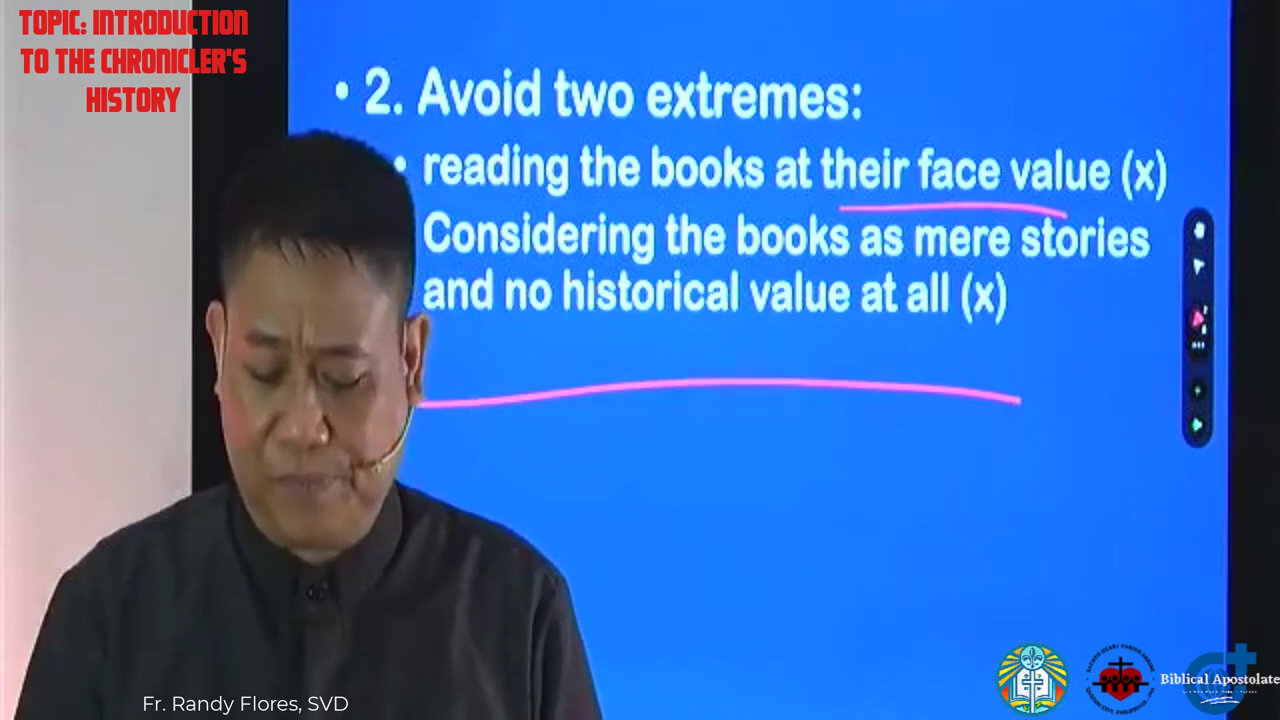 TOPIC: INTRODUCTION
TO THE CHRONICLER'S
HISTORY
• 2. Avoid two extremes:
• reading the books at their face value (x)
Considering the books as mere stories
and no historical value at all (x)
Fr. Randy Flores, SVD
Biblical Apostolate